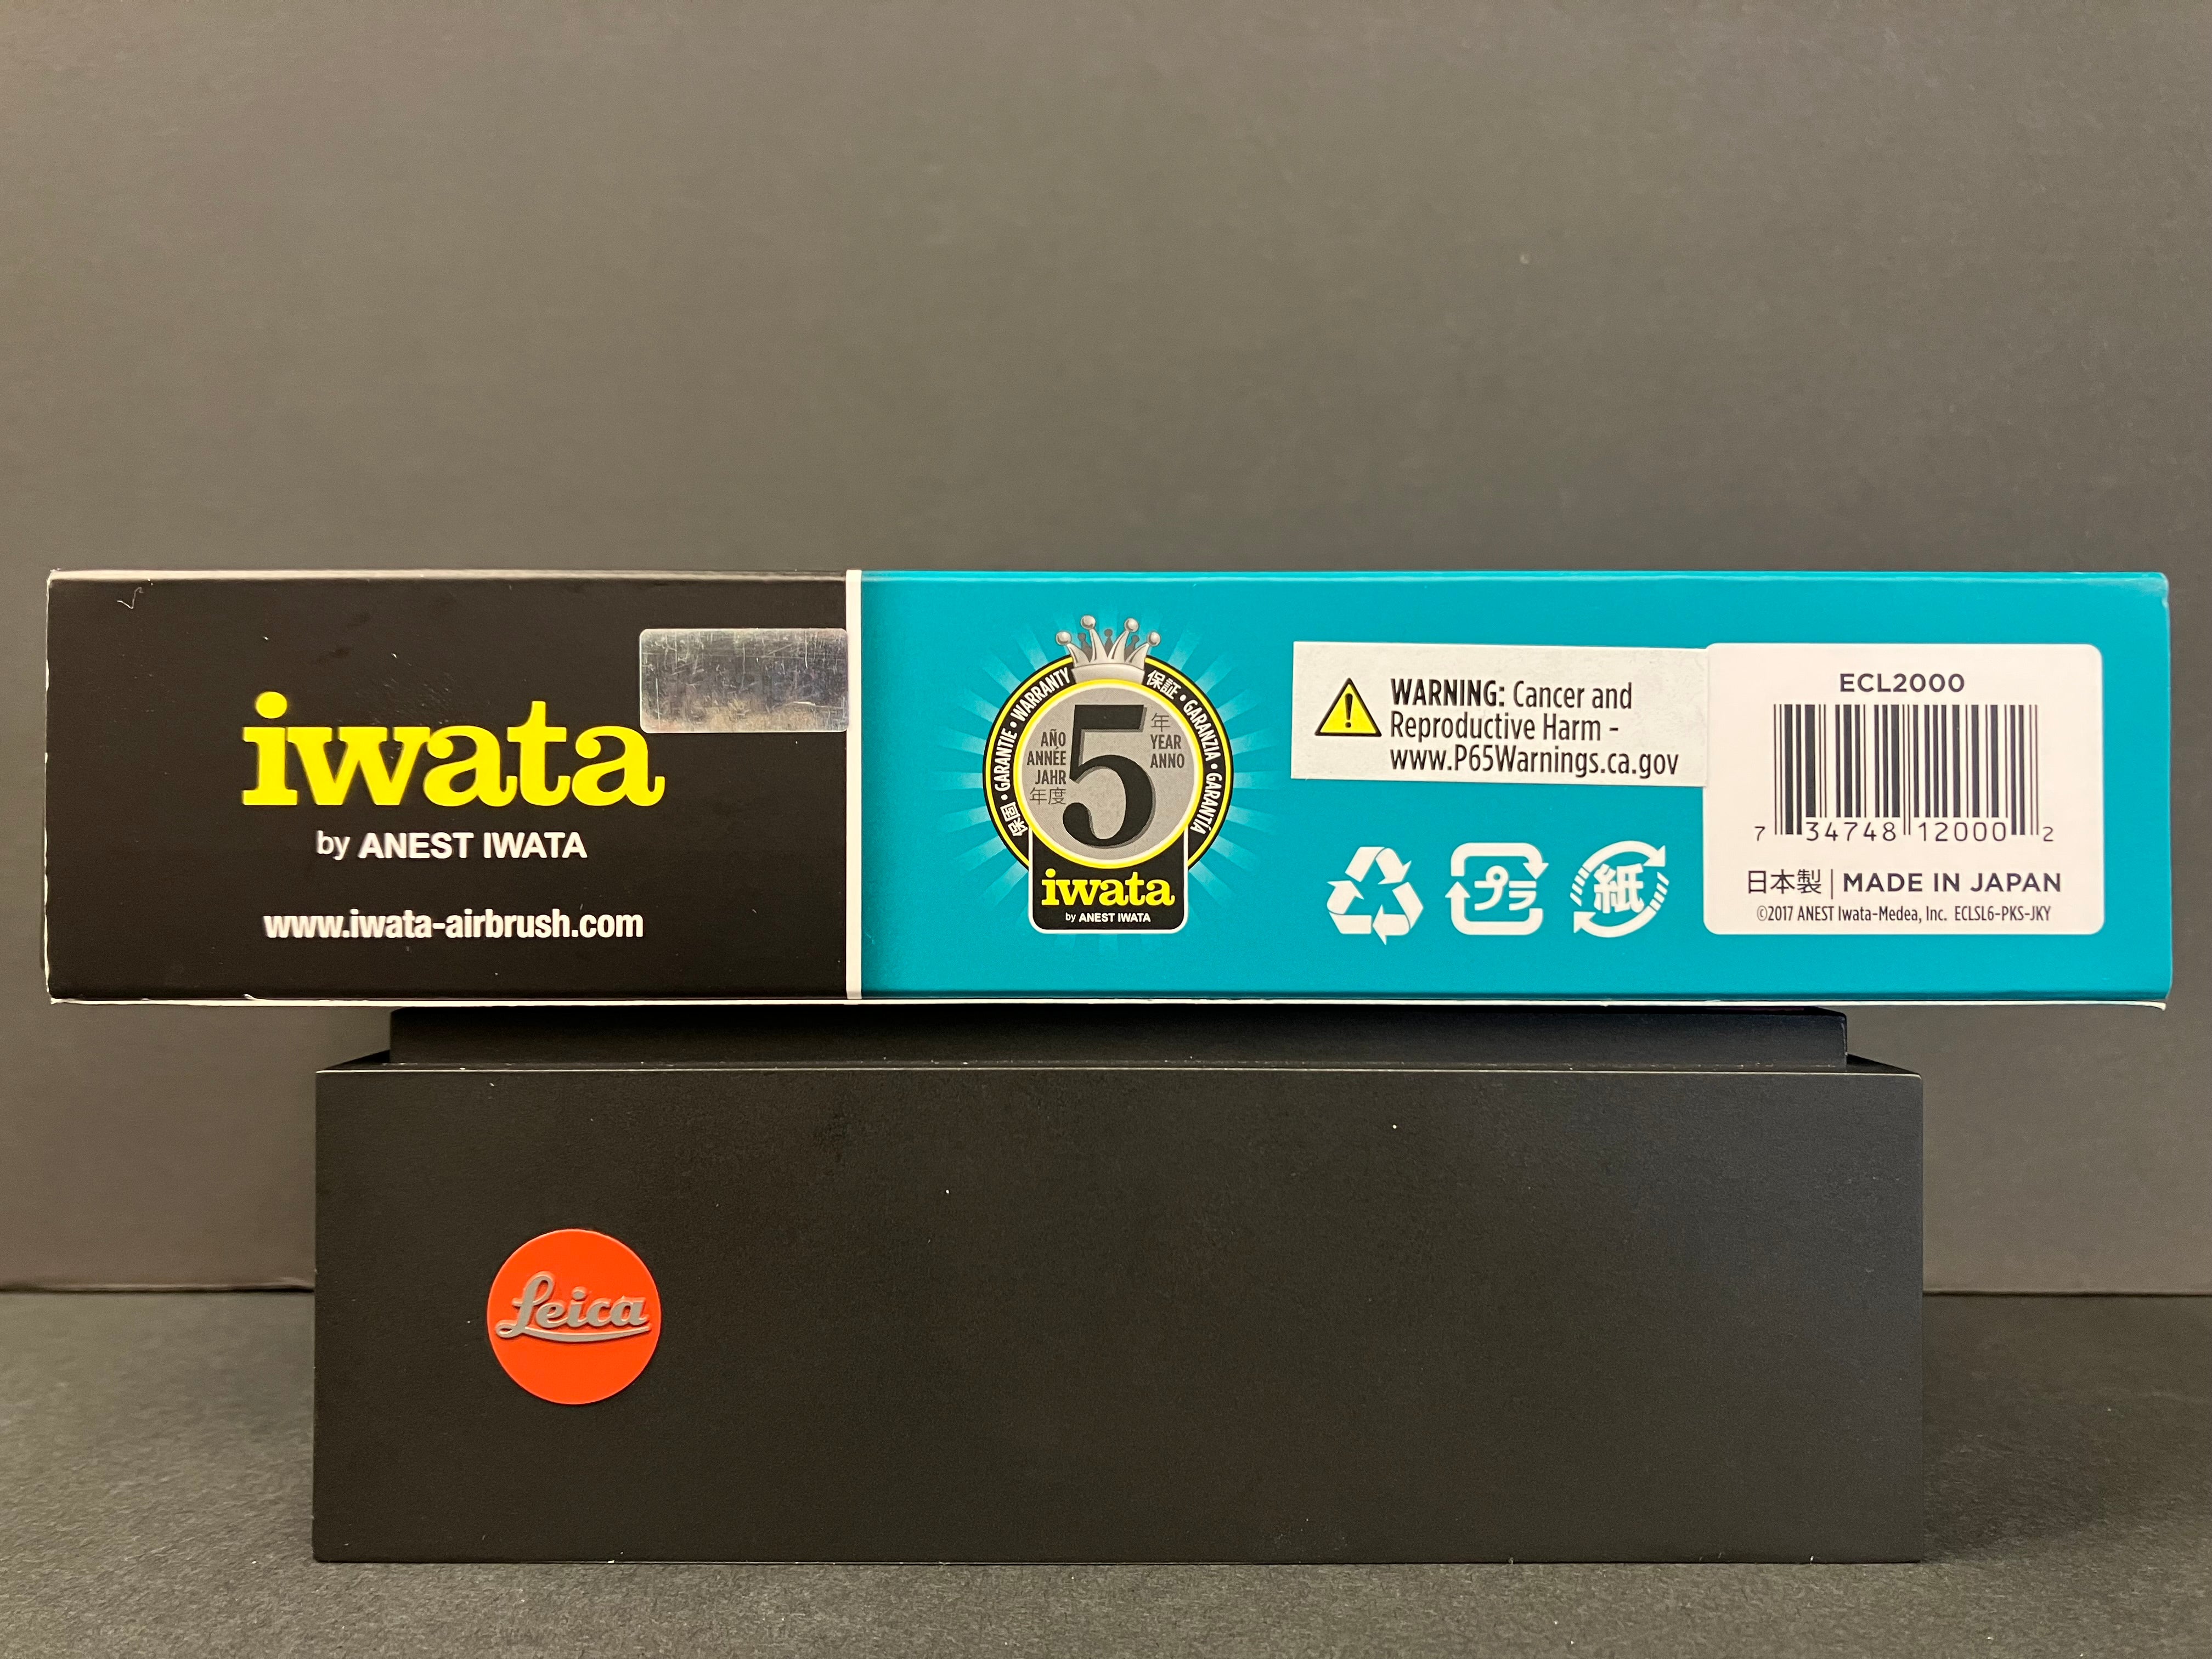 iwata
by ANEST IWATA
www.iwata-airbrush.com
保固 • GARANTIE • WARRANTY
保証 • GARANZIA • GARANTÍA
AÑO
ANNÉE
JAHR
年度
5
年
YEAR
ANNO
iwata
by ANEST IWATA
WARNING: Cancer and
Reproductive Harm -
www.P65Warnings.ca.gov
プラ
紙
ECL2000
7 34748 12000 2
日本製 | MADE IN JAPAN
©2017 ANEST Iwata-Medea, Inc. ECLSL6-PKS-JKY
Leica